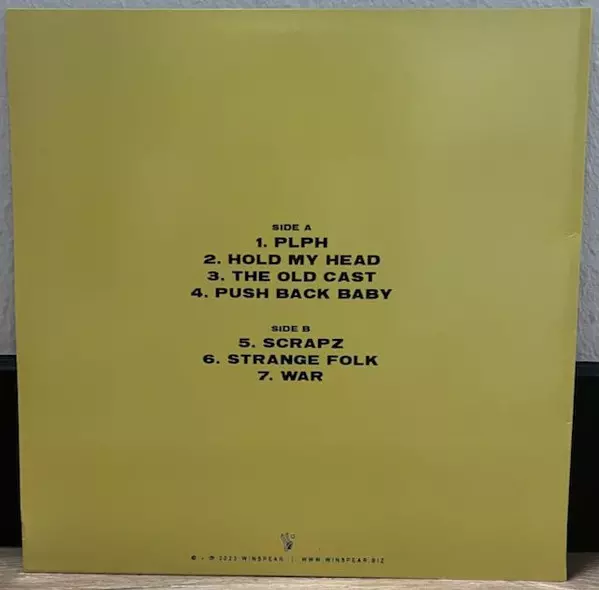 SIDE A
1. PLPH
2. HOLD MY HEAD
3. THE OLD CAST
4. PUSH BACK BABY
SIDE B
5. SCRAPZ
6. STRANGE FOLK
7. WAR
WINSPEAR | WWW.WINSPEAR.BIZ